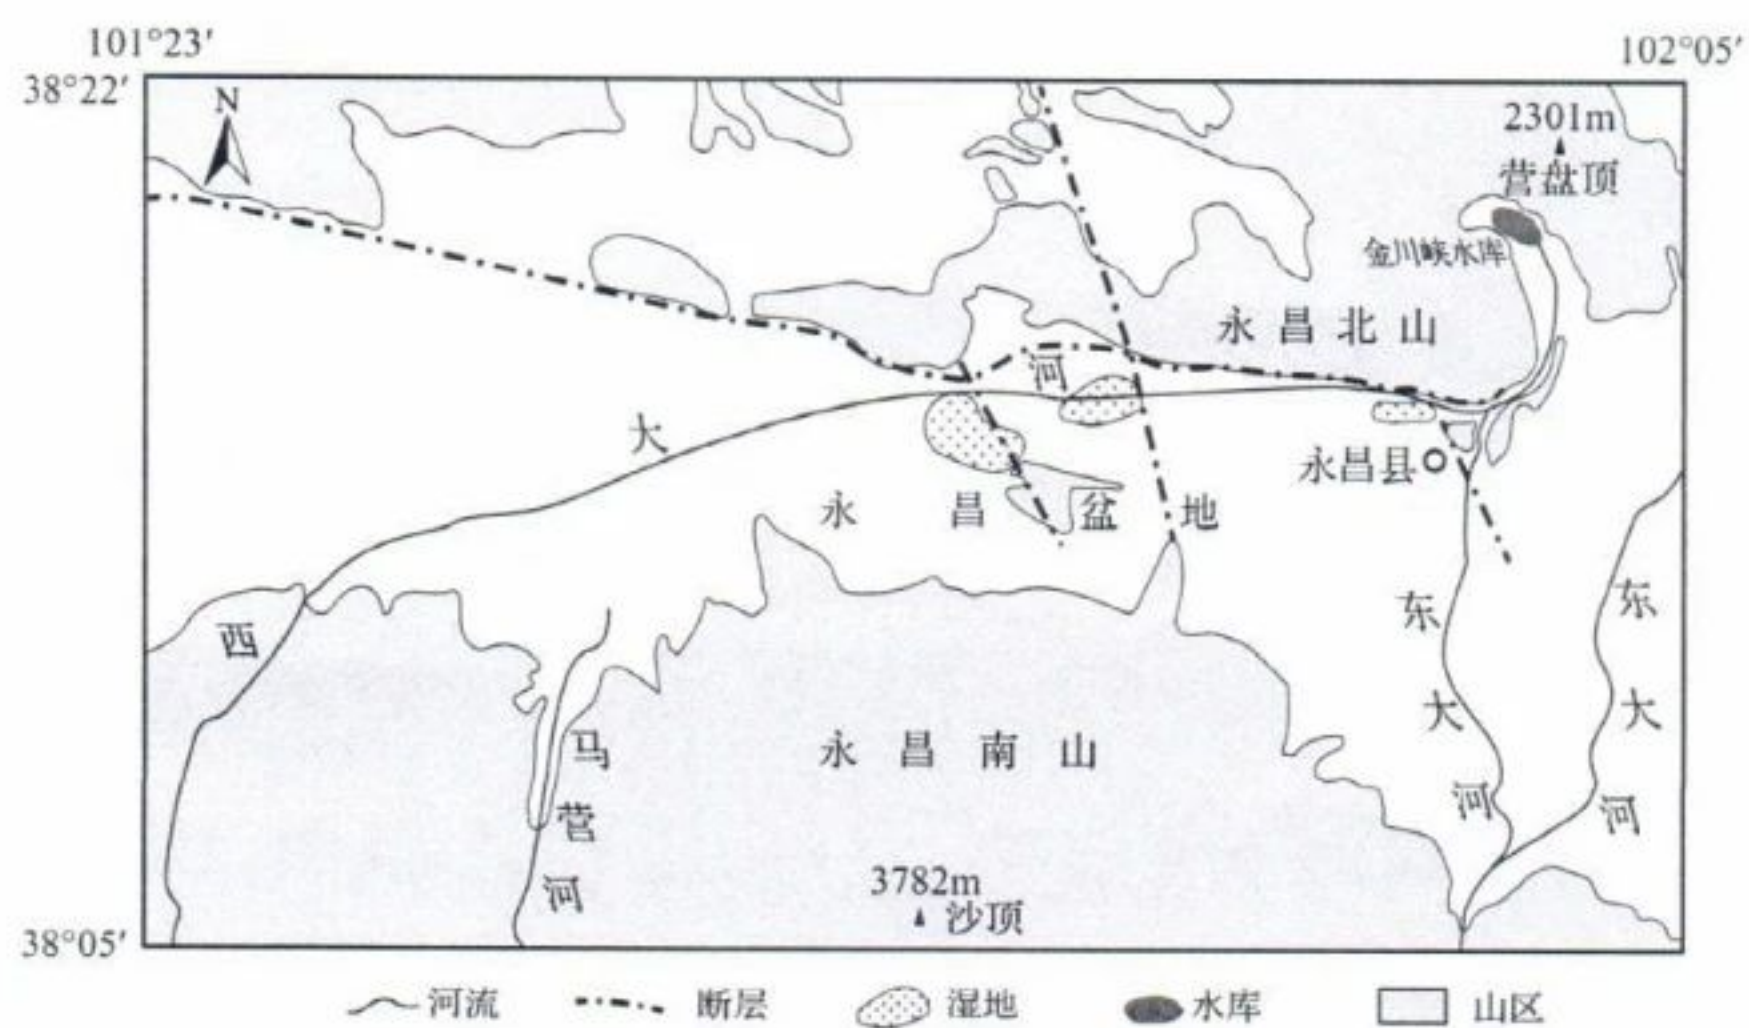 101°23′
102°05′
38°22′
N
2301m
营盘顶
金川峡水库
永昌北山
河
大
永昌县
永昌盆地
西
东
东
大
大
河
河
马
营
河
永昌南山
3782m
沙顶
38°05′
河流
断层
湿地
水库
山区